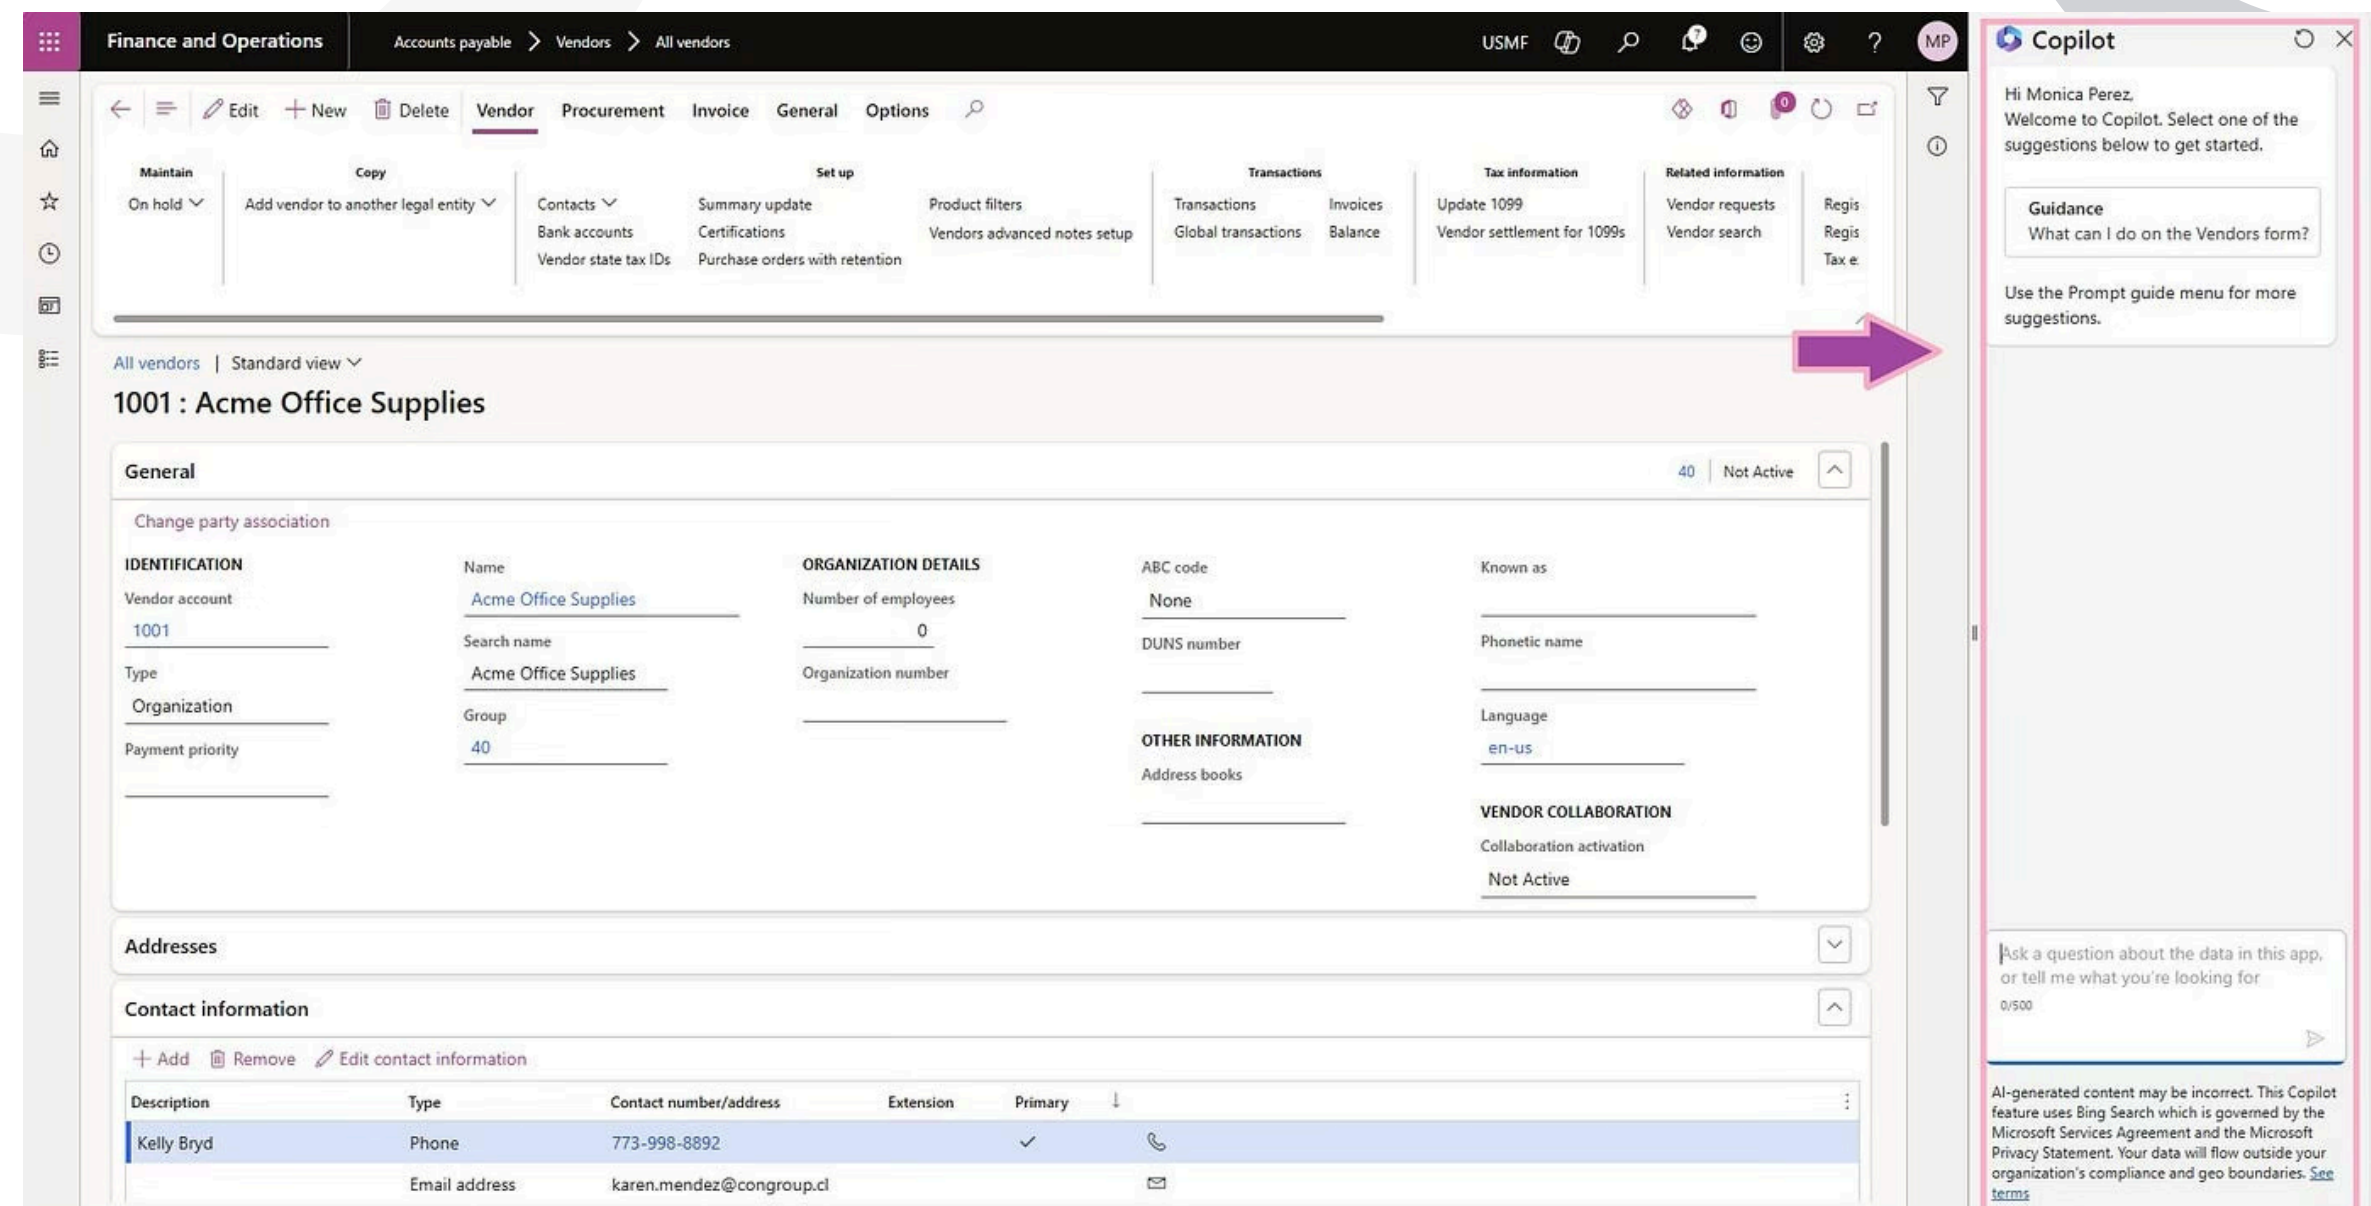 Finance and Operations
Accounts payable > Vendors > All vendors
USMF
7
?
MP
Copilot
Edit
New
Delete
Vendor
Procurement
Invoice
General
Options
0
Hi Monica Perez,
Welcome to Copilot. Select one of the
suggestions below to get started.
Guidance
What can I do on the Vendors form?
Use the Prompt guide menu for more
suggestions.
Maintain
On hold
Copy
Add vendor to another legal entity
Set up
Contacts
Bank accounts
Vendor state tax IDs
Summary update
Certifications
Purchase orders with retention
Product filters
Vendors advanced notes setup
Transactions
Transactions
Global transactions
Invoices
Balance
Tax information
Update 1099
Vendor settlement for 1099s
Related information
Vendor requests
Vendor search
Regis
Regis
Tax e
All vendors | Standard view
1001 : Acme Office Supplies
General
40 | Not Active
Change party association
IDENTIFICATION
Vendor account
1001
Type
Organization
Payment priority
Name
Acme Office Supplies
Search name
Acme Office Supplies
Group
40
ORGANIZATION DETAILS
Number of employees
0
Organization number
ABC code
None
DUNS number
OTHER INFORMATION
Address books
Known as
Phonetic name
Language
en-us
VENDOR COLLABORATION
Collaboration activation
Not Active
Addresses
Contact information
Add
Remove
Edit contact information
Description Type Contact number/address Extension Primary
Kelly Bryd Phone 773-998-8892
Email address karen.mendez@congroup.cl
Ask a question about the data in this app,
or tell me what you're looking for
0/500
AI-generated content may be incorrect. This Copilot
feature uses Bing Search which is governed by the
Microsoft Services Agreement and the Microsoft
Privacy Statement. Your data will flow outside your
organization's compliance and geo boundaries. See
terms